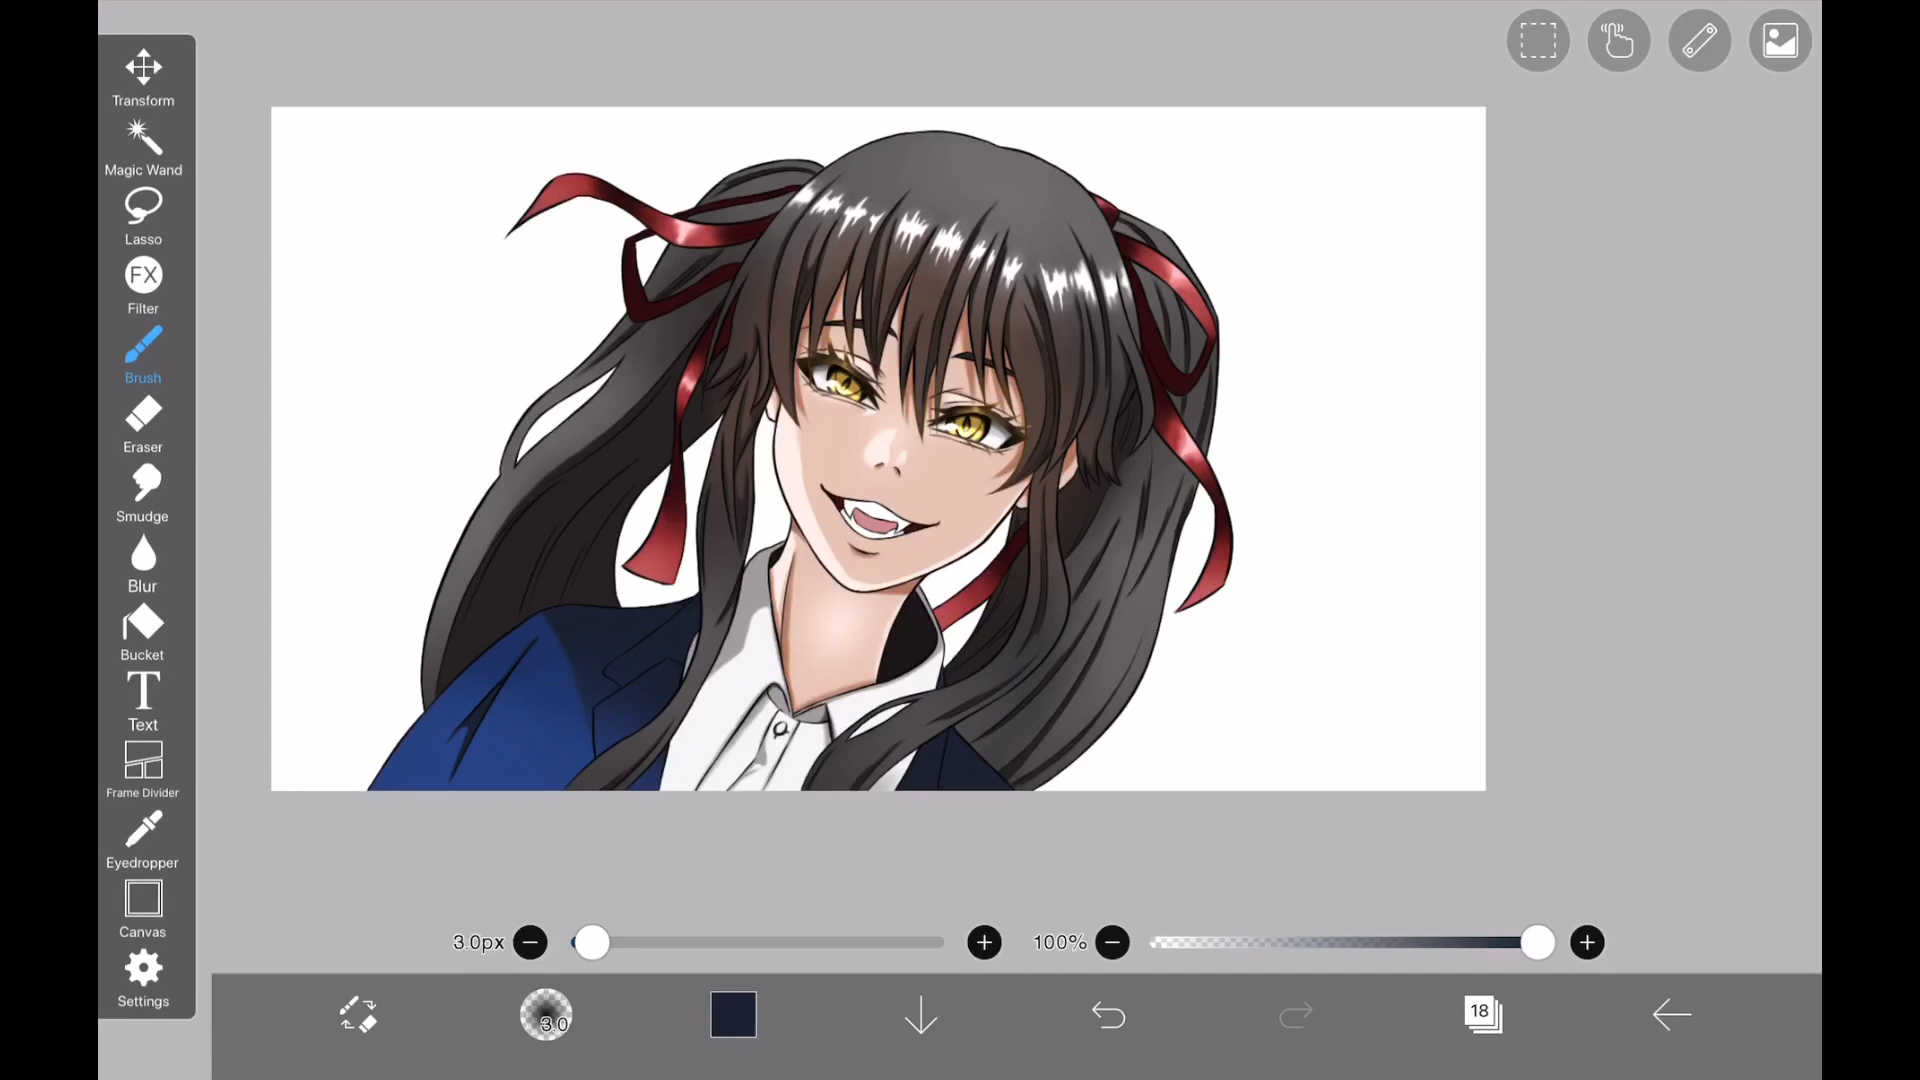 Transform
Magic Wand
Lasso
FX
Filter
Brush
Eraser
Smudge
Blur
Bucket
T
Text
Frame Divider
Eyedropper
Canvas
Settings
3.0px
100%
3.0
18